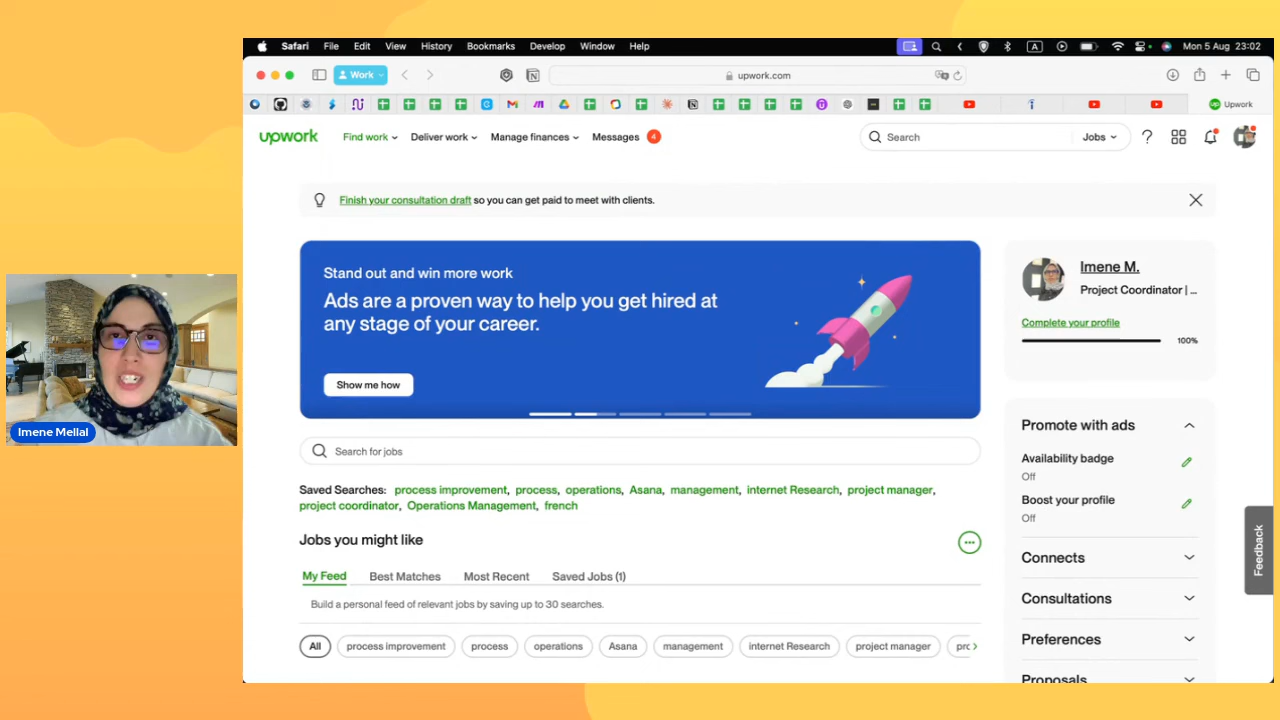 Safari File Edit View History Bookmarks Develop Window Help
A
Mon 5 Aug 23:02
Work
upwork.com
Upwork
upwork
Find work
Deliver work
Manage finances
Messages 4
Search
Jobs
Finish your consultation draft so you can get paid to meet with clients.
Stand out and win more work
Ads are a proven way to help you get hired at
any stage of your career.
Show me how
Imene M.
Project Coordinator | ...
Complete your profile
100%
Imene Mellal
Promote with ads
Availability badge
Off
Boost your profile
Off
Connects
Consultations
Preferences
Proposals
Feedback
Search for jobs
Saved Searches: process improvement, process, operations, Asana, management, internet Research, project manager,
project coordinator, Operations Management, french
Jobs you might like
My Feed
Best Matches
Most Recent
Saved Jobs (1)
Build a personal feed of relevant jobs by saving up to 30 searches.
All
process improvement
process
operations
Asana
management
internet Research
project manager